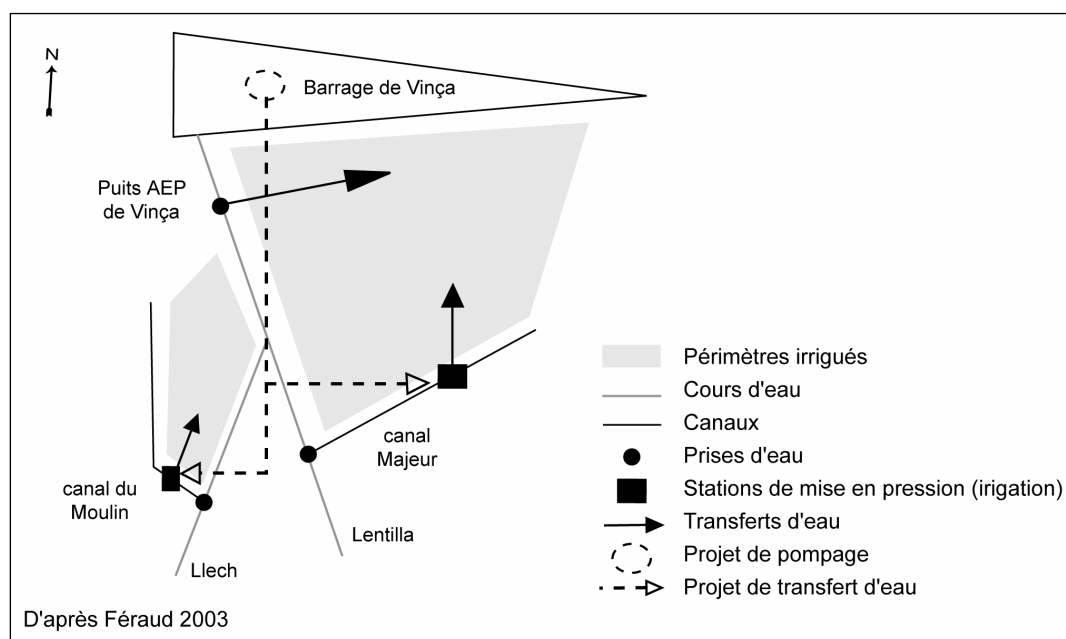 N
Barrage de Vinça
Puits AEP
de Vinça
canal
Majeur
canal du
Moulin
Lentilla
Llech
Périmètres irrigués
Cours d'eau
Canaux
Prises d'eau
Stations de mise en pression (irigation)
Transferts d'eau
Projet de pompage
Projet de transfert d'eau
D'après Féraud 2003